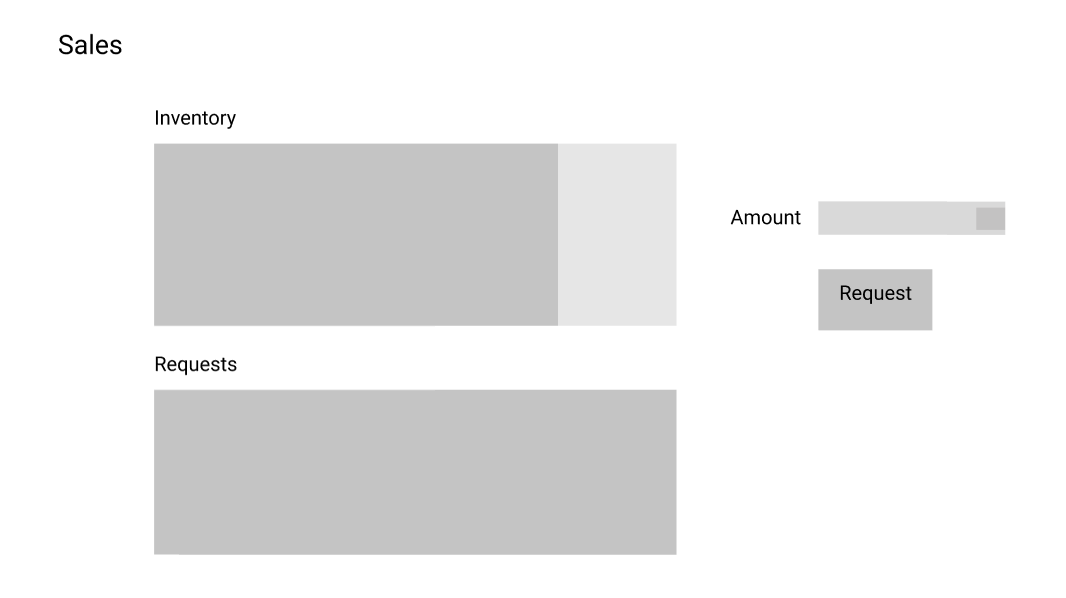 Sales
Inventory
Amount
Request
Requests